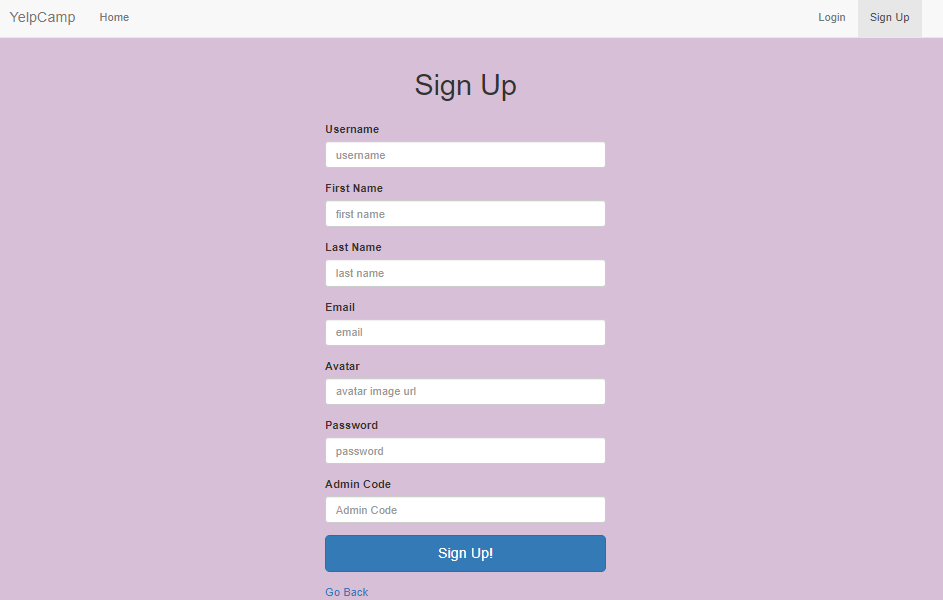 YelpCamp Home Login Sign Up
Sign Up
Username
username
First Name
first name
Last Name
last name
Email
email
Avatar
avatar image url
Password
password
Admin Code
Admin Code
Sign Up!
Go Back